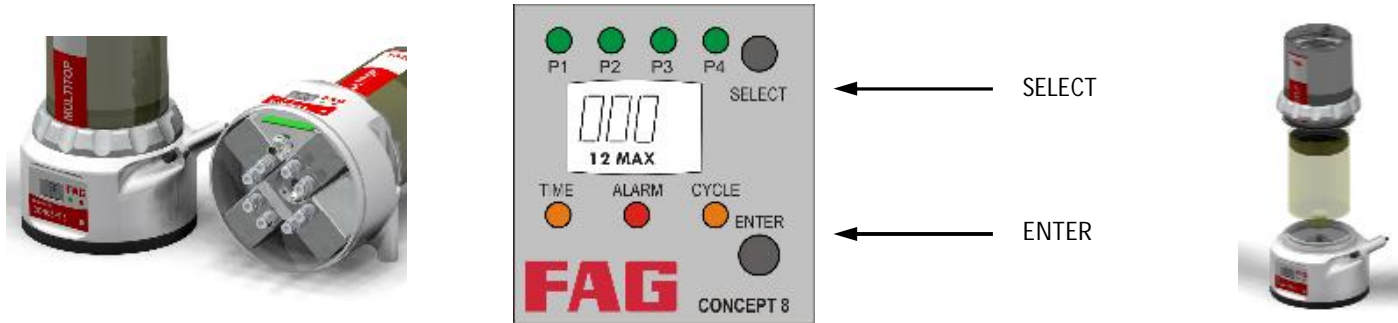 MULTITOP
FAG
P1 P2 P3 P4
SELECT
000
12 MAX
TIME ALARM CYCLE
ENTER
FAG CONCEPT 8
SELECT
ENTER